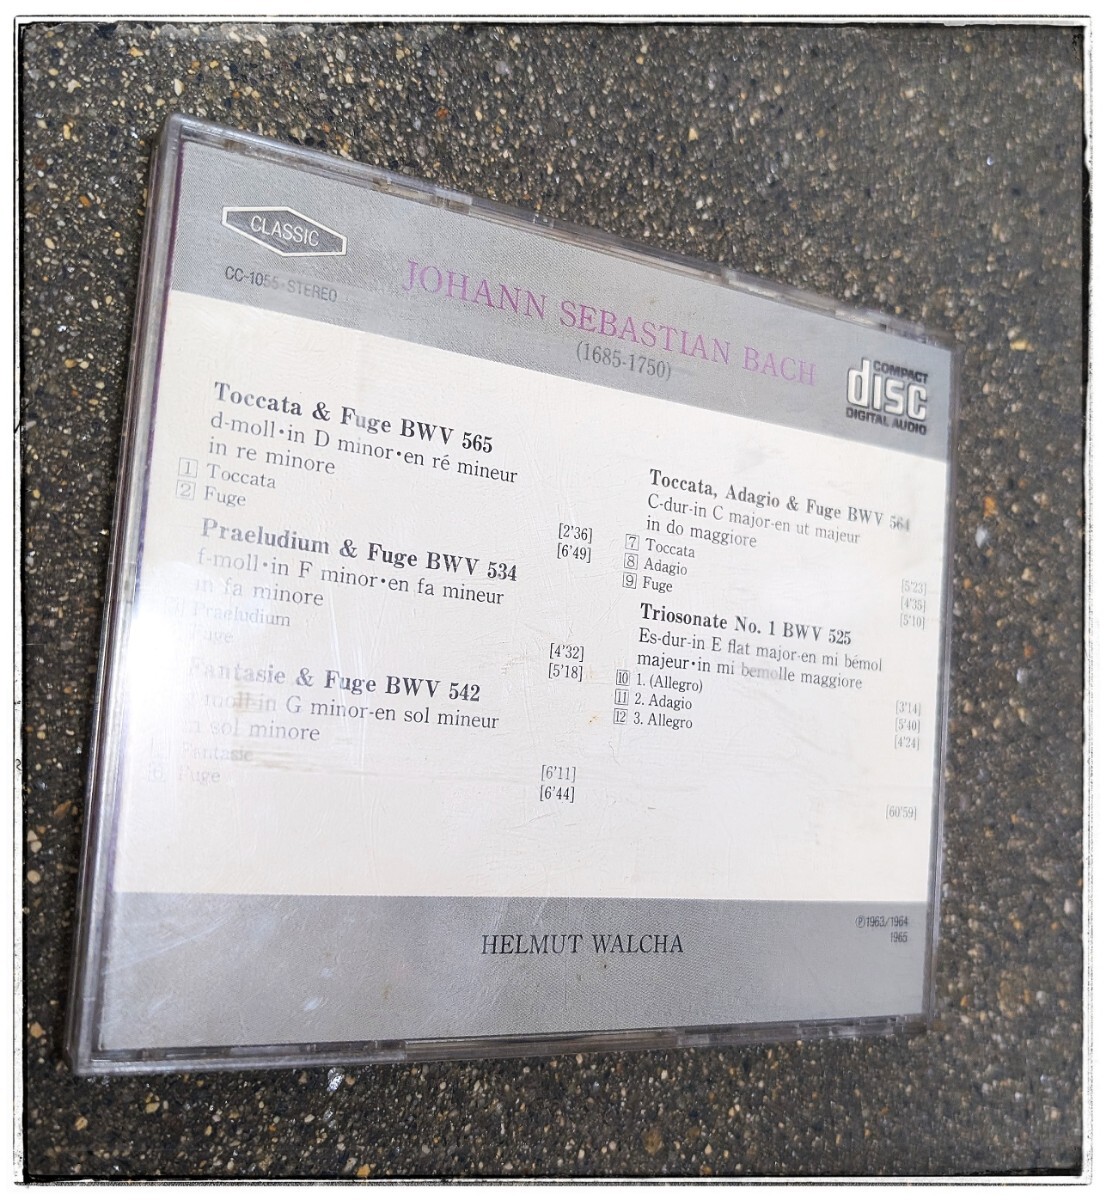 CLASSIC
CC-1055·STEREO
JOHANN SEBASTIAN BACH
(1685-1750)
COMPACT
disc
DIGITAL AUDIO
Toccata & Fuge BWV 565
d-moll·in D minor·en ré mineur
in re minore
1 Toccata [2'36]
2 Fuge [6'49]
Praeludium & Fuge BWV 534
f-moll·in F minor·en fa mineur
in fa minore
Praeludium [4'32]
Fuge [5'18]
Fantasie & Fuge BWV 542
g-moll-in G minor-en sol mineur
in sol minore
Fantasie [6'11]
Fuge [6'44]
Toccata, Adagio & Fuge BWV 564
C-dur-in C major-en ut majeur
in do maggiore
7 Toccata [5'23]
8 Adagio [4'35]
9 Fuge [5'10]
Triosonate No. 1 BWV 525
Es-dur-in E flat major-en mi bémol
majeur·in mi bemolle maggiore
10 1. (Allegro) [3'14]
11 2. Adagio [5'40]
12 3. Allegro [4'24]
[60'59]
HELMUT WALCHA
Ⓟ1963/1964
1965